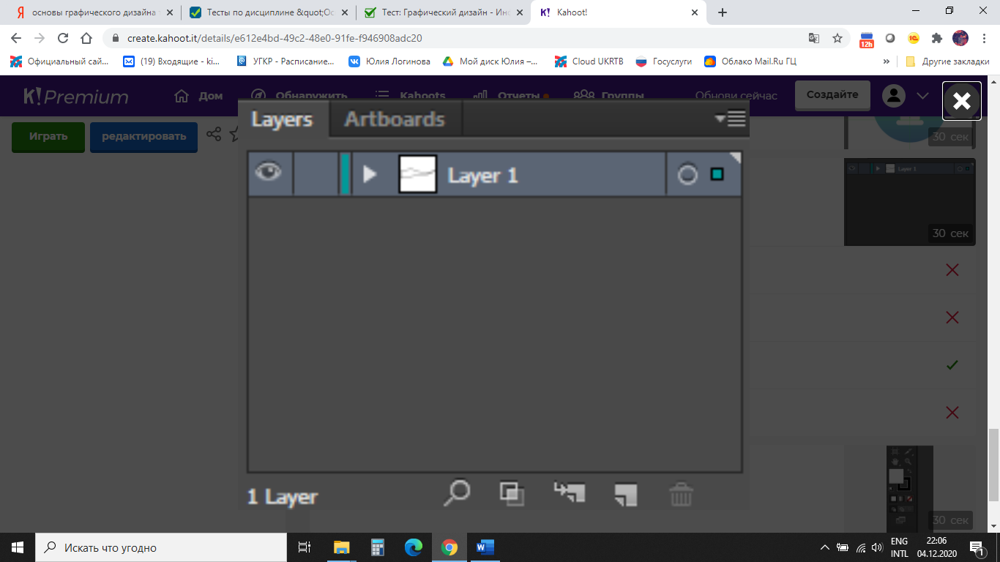 основы графического дизайна
Тесты по дисциплине &quot;Ос
Тест: Графический дизайн - Ин
Kahoot!
create.kahoot.it/details/e612e4bd-49c2-48e0-91fe-f946908adc20
12h
Официальный сай...
(19) Входящие - ki...
УГКР - Расписание...
Юлия Логинова
Мой диск Юлия –...
Cloud UKRTB
Госуслуги
Облако Mail.Ru ГЦ
»
Другие закладки
K!Premium
Дом
Обнаружить
Kahoots
Отчеты
Группы
Обнови сейчас
Создайте
Играть
редактировать
30 сек
Layers
Artboards
Layer 1
Layer 1
30 сек
1 Layer
30 сек
Искать что угодно
ENG
INTL
22:06
04.12.2020
1